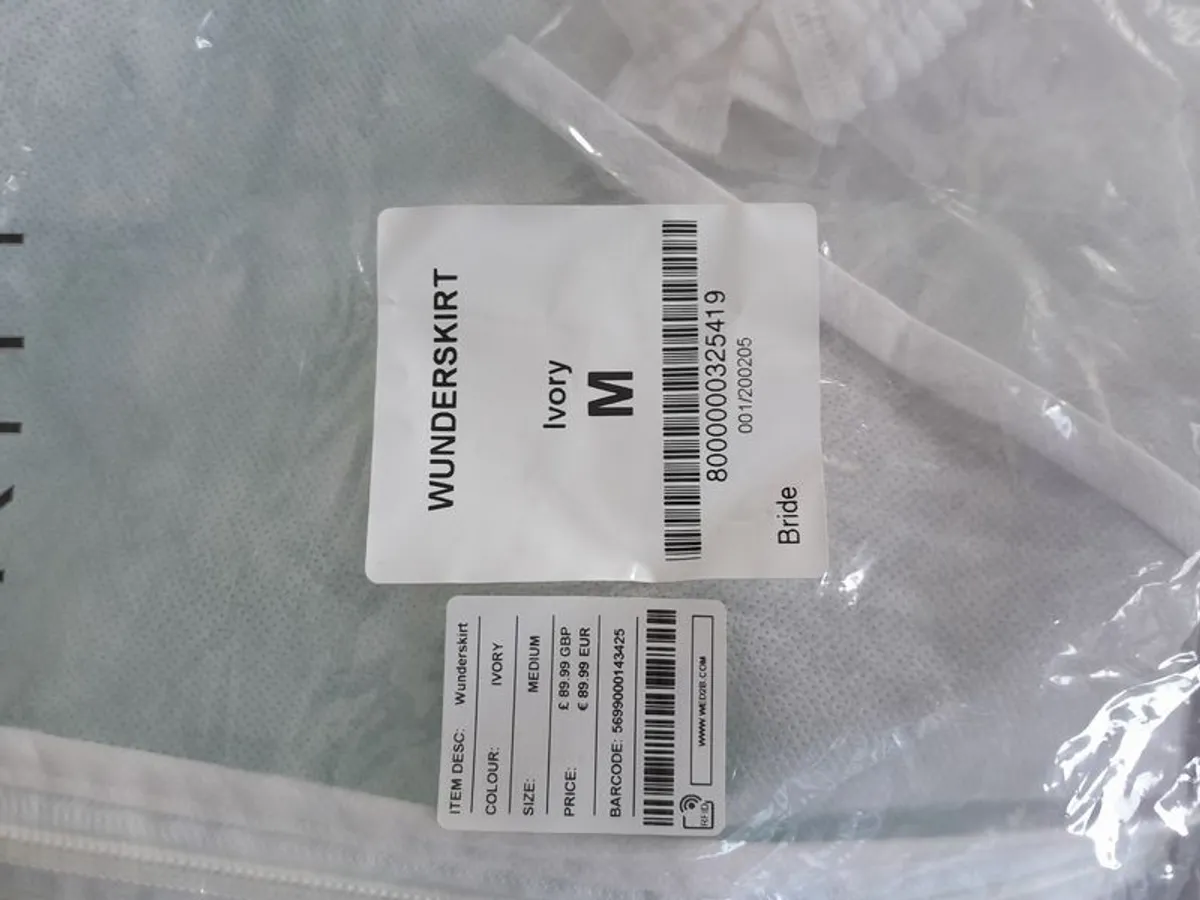 WUNDERSKIRT
Ivory
M
8000000325419
001/200205
Bride
ITEM DESC: Wunderskirt
COLOUR: IVORY
SIZE: MEDIUM
PRICE: £ 89.99 GBP
€ 89.99 EUR
BARCODE: 5699000143425
RFID WWW.WED2B.COM